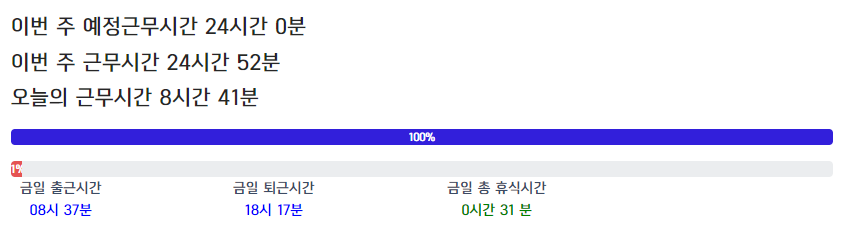 이번 주 예정근무시간 24시간 0분
이번 주 근무시간 24시간 52분
오늘의 근무시간 8시간 41분
100%
1%
금일 출근시간 금일 퇴근시간 금일 총 휴식시간
08시 37분 18시 17분 0시간 31 분